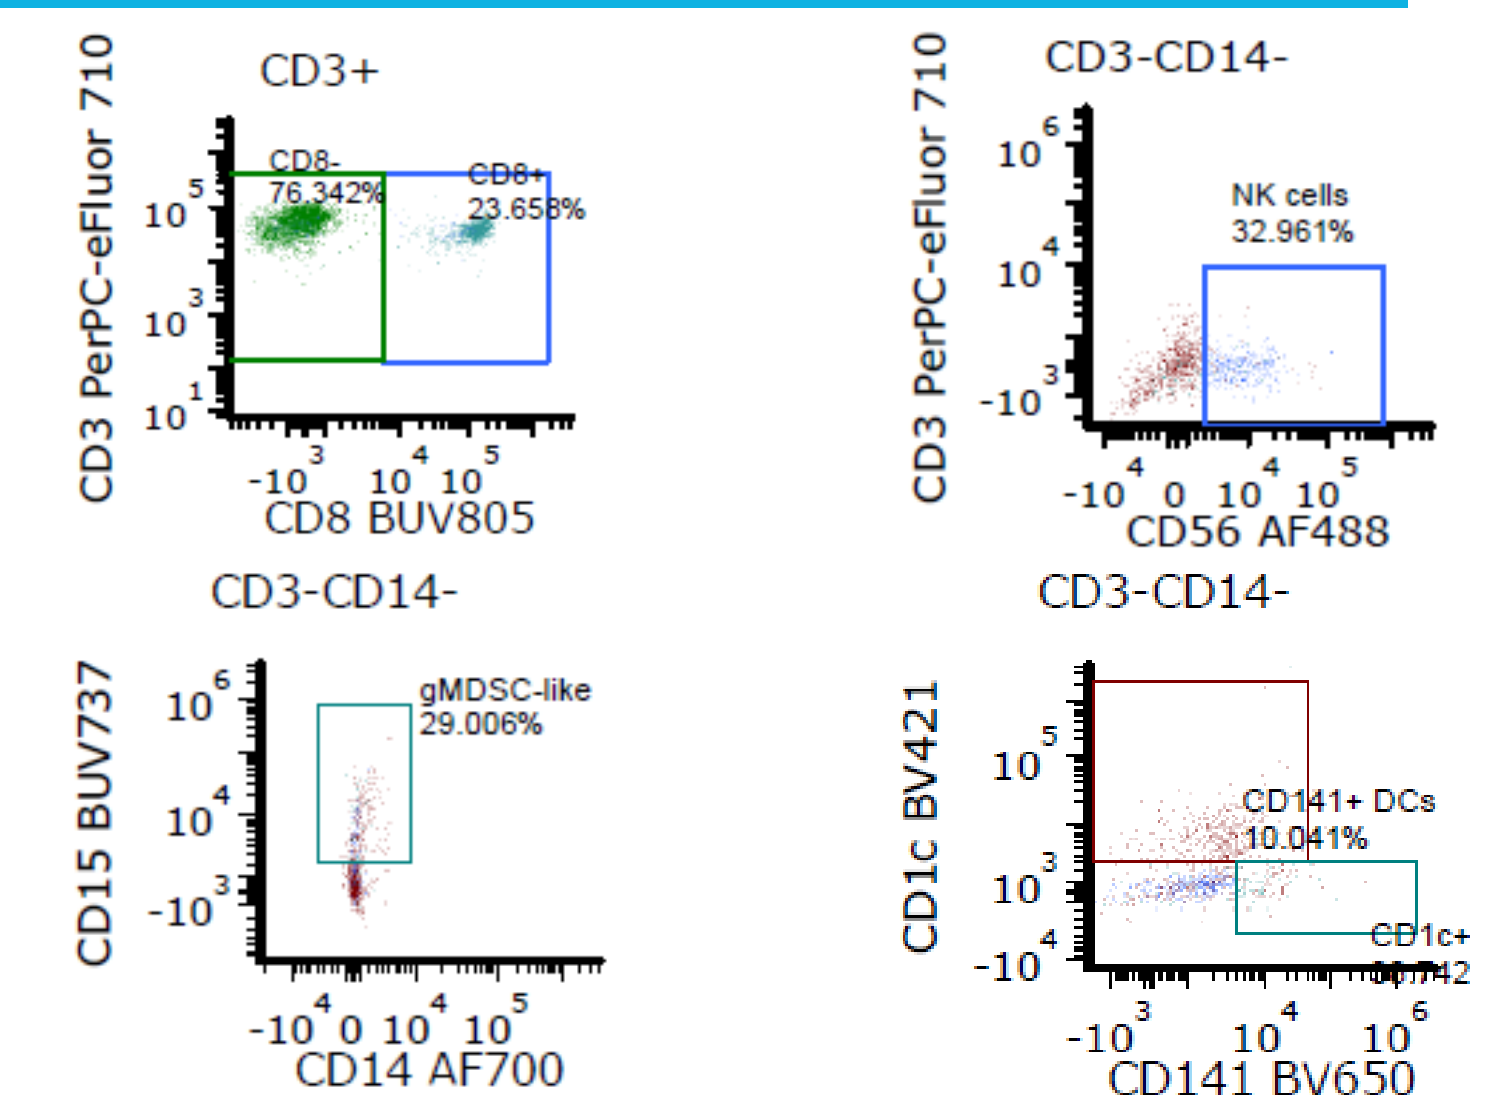 CD3+
CD3 PerPC-eFluor 710
CD8-
76.342%
CD8+
23.658%
10^5
10^3
10^1
-10^3 10^4 10^5
CD8 BUV805
CD3-CD14-
CD3 PerPC-eFluor 710
NK cells
32.961%
10^6
10^4
-10^3
-10^4 0 10^4 10^5
CD56 AF488
CD3-CD14-
CD15 BUV737
gMDSC-like
29.006%
10^6
10^4
-10^3
-10^4 0 10^4 10^5
CD14 AF700
CD3-CD14-
CD1c BV421
10^5
CD141+ DCs
10.041%
10^3
CD1c+
-10^4
-10^3 10^4 10^6
CD141 BV650